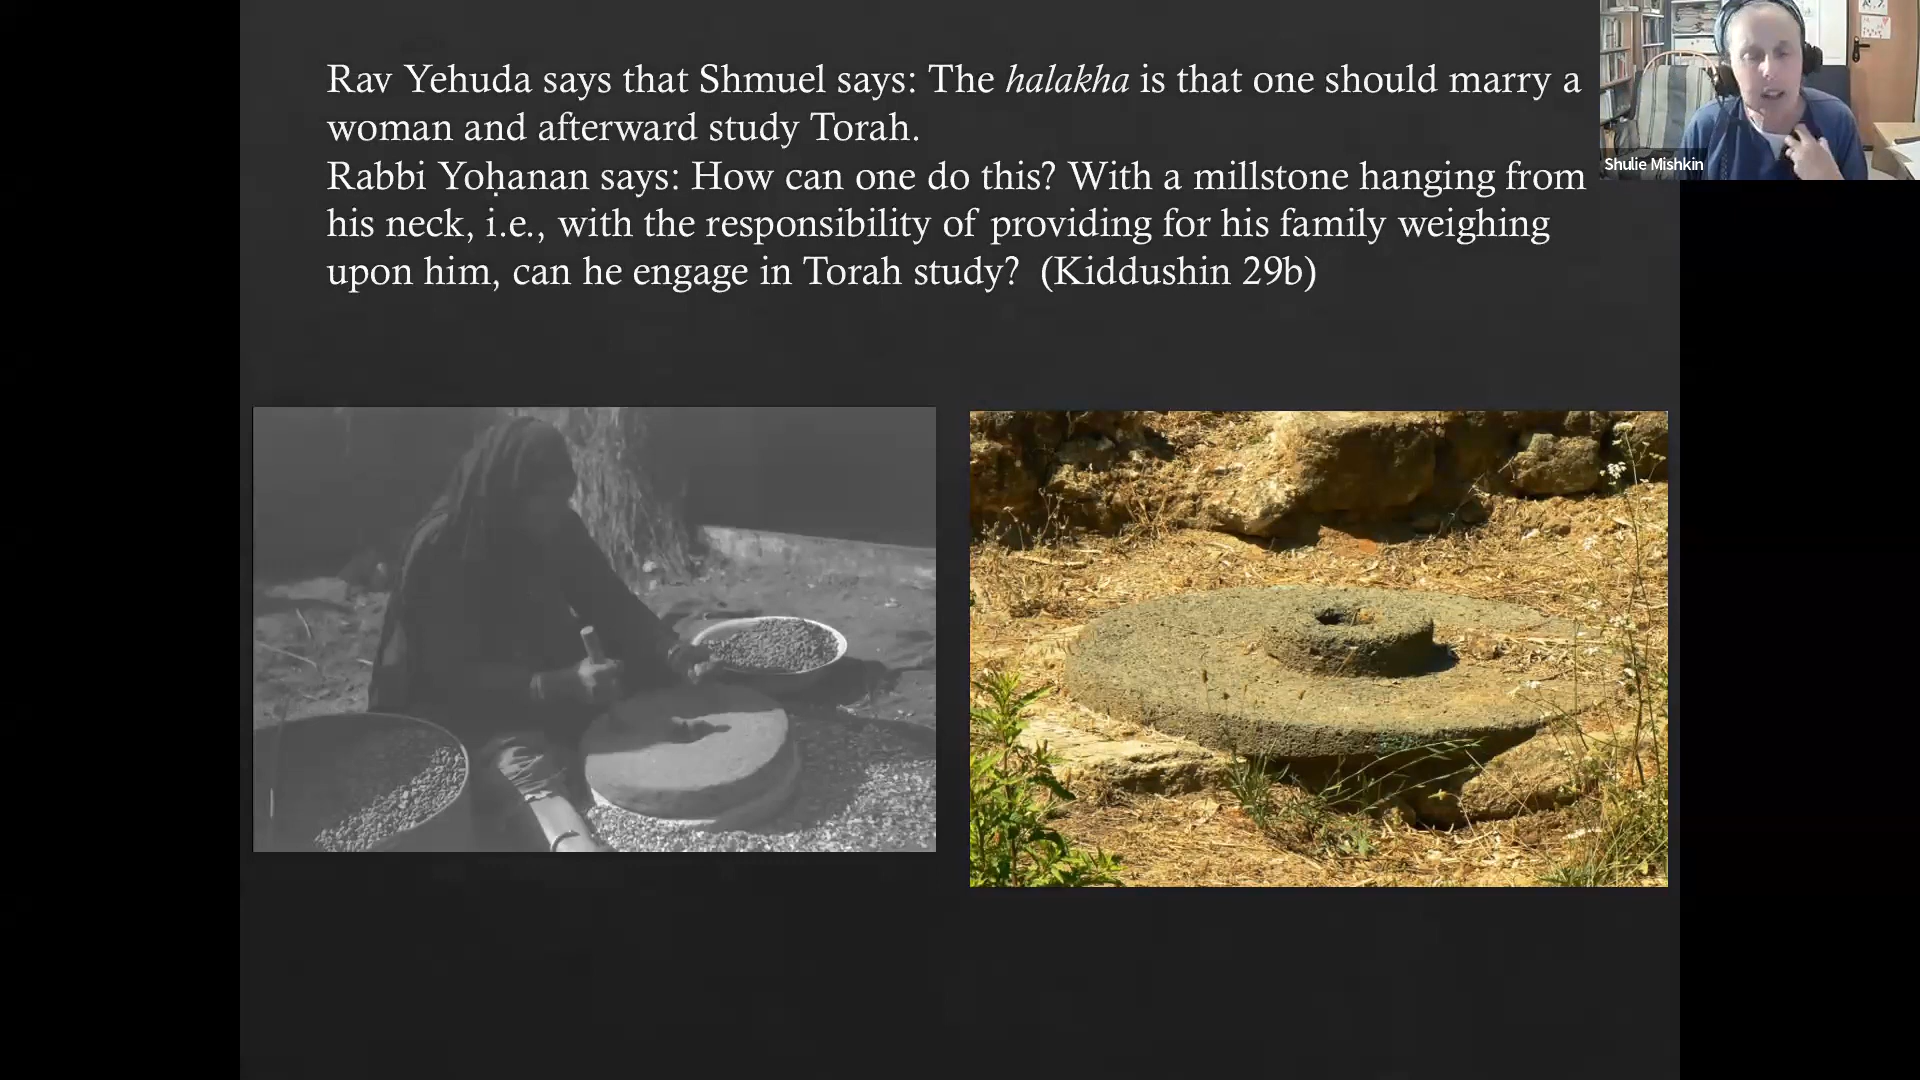 Rav Yehuda says that Shmuel says: The halakha is that one should marry a
woman and afterward study Torah.
Rabbi Yoḥanan says: How can one do this? With a millstone hanging from
his neck, i.e., with the responsibility of providing for his family weighing
upon him, can he engage in Torah study?  (Kiddushin 29b)
Shulie Mishkin